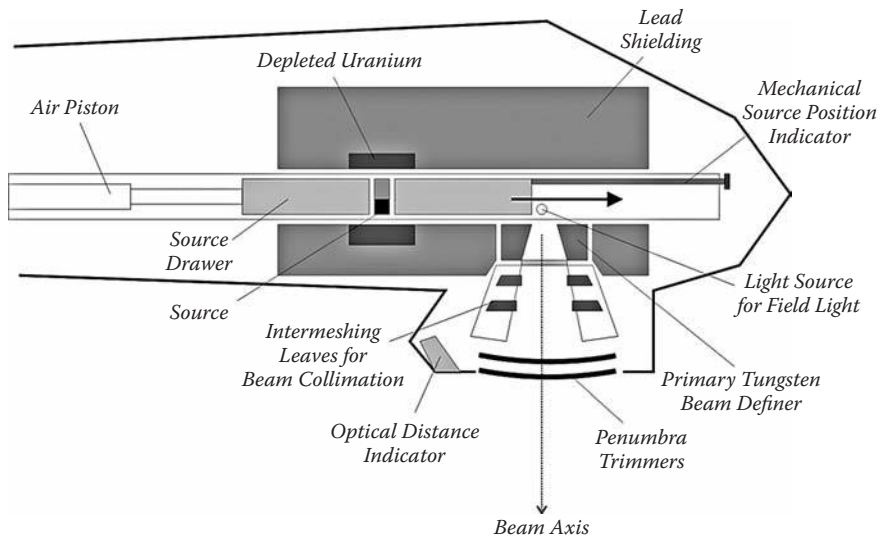 Lead
Shielding
Depleted Uranium
Mechanical
Source Position
Indicator
Air Piston
Source
Drawer
Source
Light Source
for Field Light
Intermeshing
Leaves for
Beam Collimation
Primary Tungsten
Beam Definer
Optical Distance
Indicator
Penumbra
Trimmers
Beam Axis